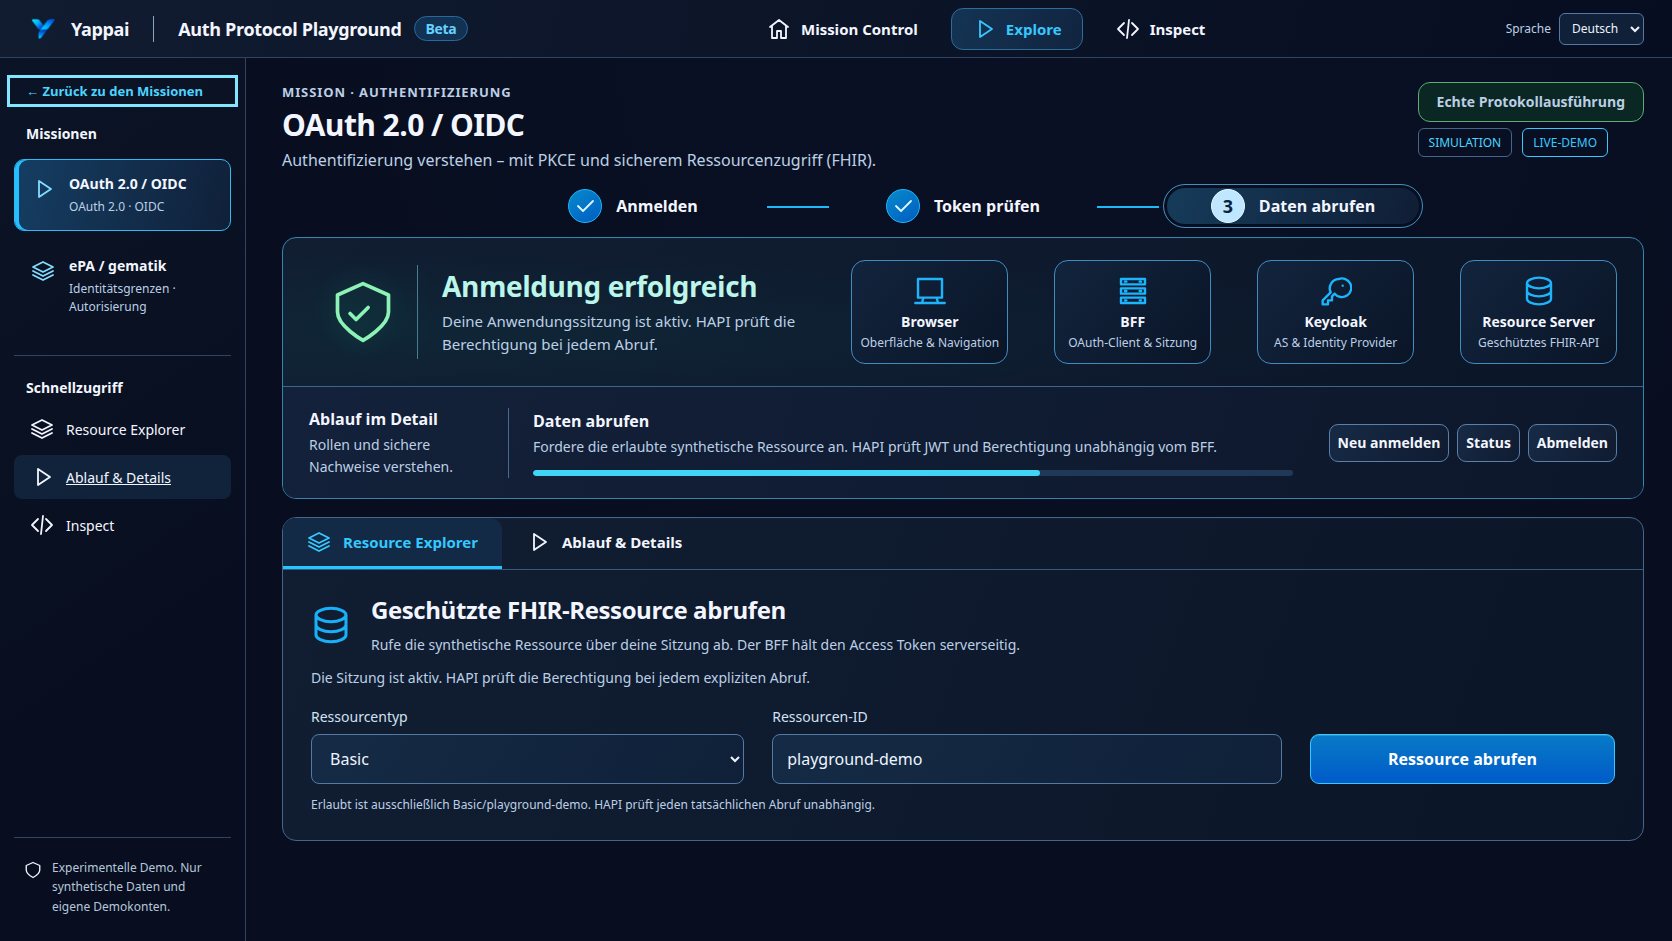 Yappai
Auth Protocol Playground
Beta
Mission Control
Explore
Inspect
Sprache
Deutsch
← Zurück zu den Missionen
Missionen
OAuth 2.0 / OIDC
OAuth 2.0 · OIDC
ePA / gematik
Identitätsgrenzen ·
Autorisierung
Schnellzugriff
Resource Explorer
Ablauf & Details
Inspect
Experimentelle Demo. Nur
synthetische Daten und
eigene Demokonten.
MISSION · AUTHENTIFIZIERUNG
OAuth 2.0 / OIDC
Authentifizierung verstehen – mit PKCE und sicherem Ressourcenzugriff (FHIR).
Echte Protokollausführung
SIMULATION
LIVE-DEMO
Anmelden
Token prüfen
3
Daten abrufen
Anmeldung erfolgreich
Deine Anwendungssitzung ist aktiv. HAPI prüft die
Berechtigung bei jedem Abruf.
Browser
Oberfläche & Navigation
BFF
OAuth-Client & Sitzung
Keycloak
AS & Identity Provider
Resource Server
Geschütztes FHIR-API
Ablauf im Detail
Rollen und sichere
Nachweise verstehen.
Daten abrufen
Fordere die erlaubte synthetische Ressource an. HAPI prüft JWT und Berechtigung unabhängig vom BFF.
Neu anmelden
Status
Abmelden
Resource Explorer
Ablauf & Details
Geschützte FHIR-Ressource abrufen
Rufe die synthetische Ressource über deine Sitzung ab. Der BFF hält den Access Token serverseitig.
Die Sitzung ist aktiv. HAPI prüft die Berechtigung bei jedem expliziten Abruf.
Ressourcentyp
Ressourcen-ID
Basic
playground-demo
Ressource abrufen
Erlaubt ist ausschließlich Basic/playground-demo. HAPI prüft jeden tatsächlichen Abruf unabhängig.